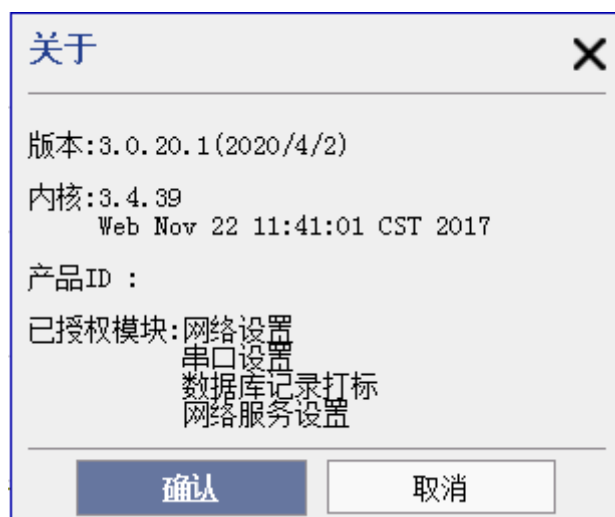 关于
版本:3.0.20.1(2020/4/2)
内核:3.4.39
Web Nov 22 11:41:01 CST 2017
产品ID :
已授权模块:网络设置
串口设置
数据库记录打标
网络服务设置
确认 取消